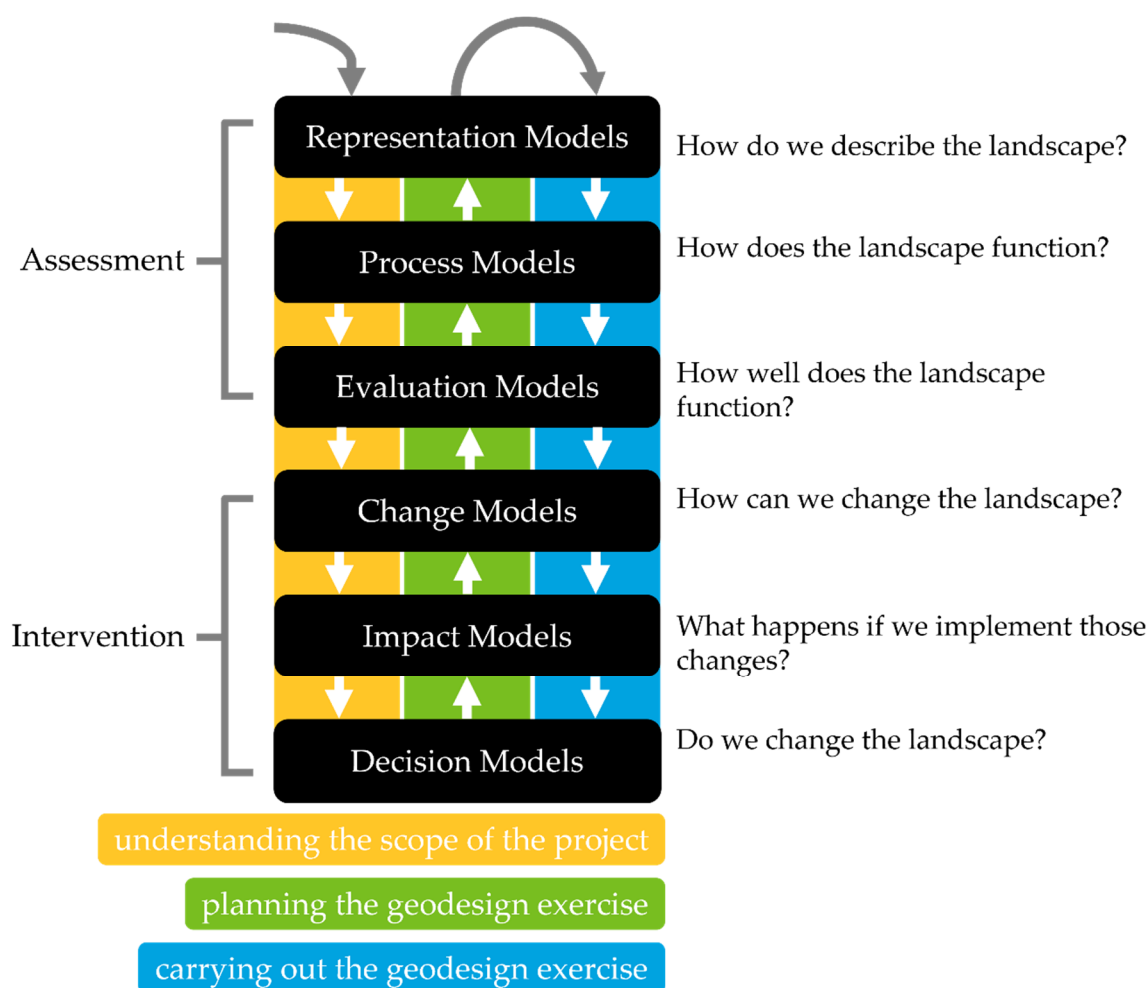 Representation Models
How do we describe the landscape?
Assessment
Process Models
How does the landscape function?
Evaluation Models
How well does the landscape
function?
Change Models
How can we change the landscape?
Intervention
Impact Models
What happens if we implement those
changes?
Decision Models
Do we change the landscape?
understanding the scope of the project
planning the geodesign exercise
carrying out the geodesign exercise